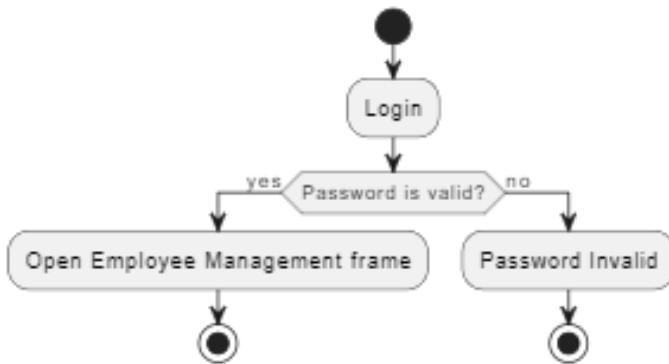 Login
yes
Password is valid?
no
Open Employee Management frame
Password Invalid